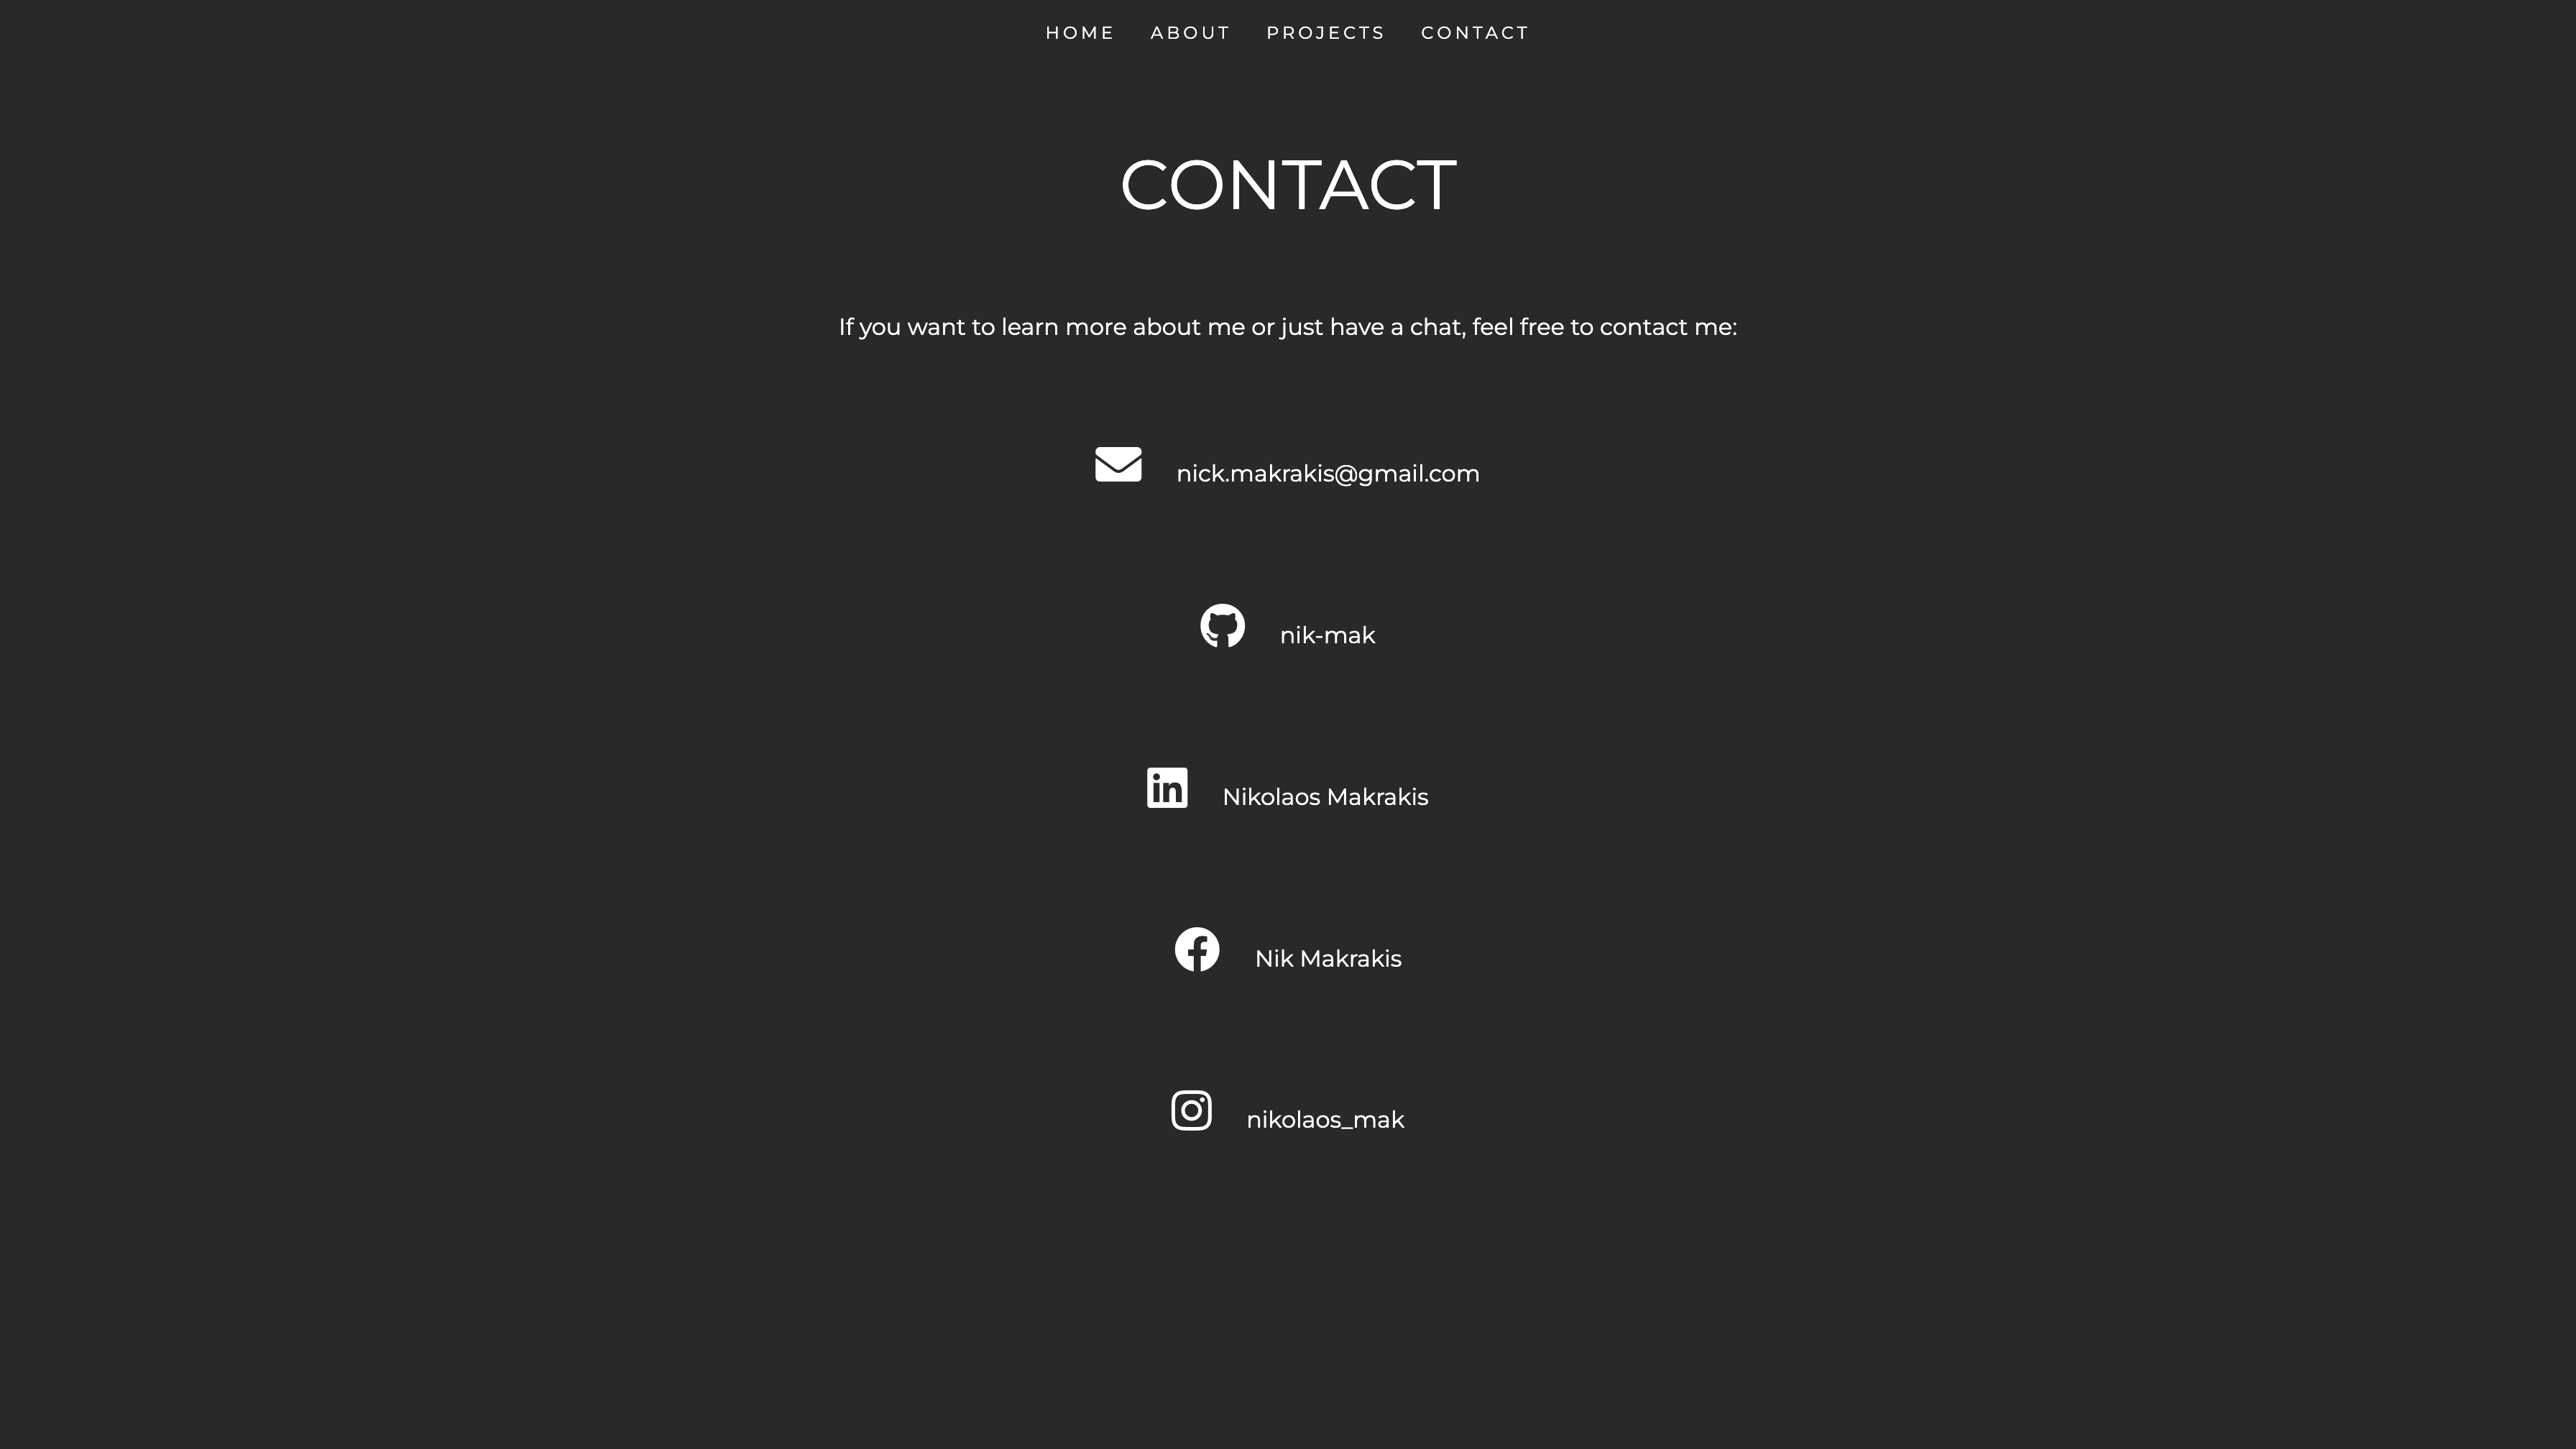 HOME ABOUT PROJECTS CONTACT
CONTACT
If you want to learn more about me or just have a chat, feel free to contact me:
nick.makrakis@gmail.com
nik-mak
in Nikolaos Makrakis
Nik Makrakis
nikolaos_mak